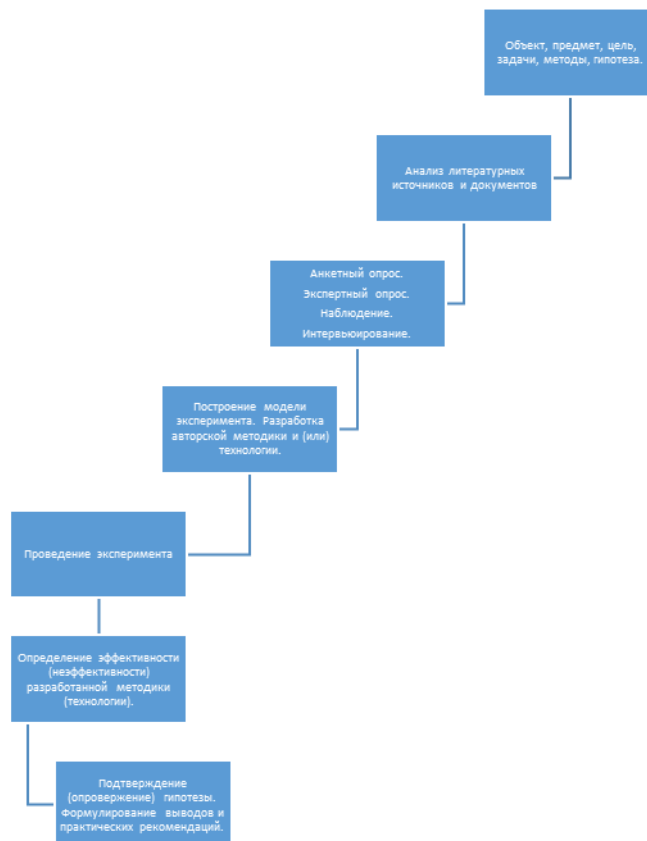 Объект, предмет, цель,
задачи, методы, гипотеза.
Анализ литературных
источников и документов
Анкетный опрос.
Экспертный опрос.
Наблюдение.
Интервьюирование.
Построение модели
эксперимента. Разработка
авторской методики и (или)
технологии.
Проведение эксперимента
Определение эффективности
(неэффективности)
разработанной методики
(технологии).
Подтверждение
(опровержение) гипотезы.
Формулирование выводов и
практических рекомендаций.